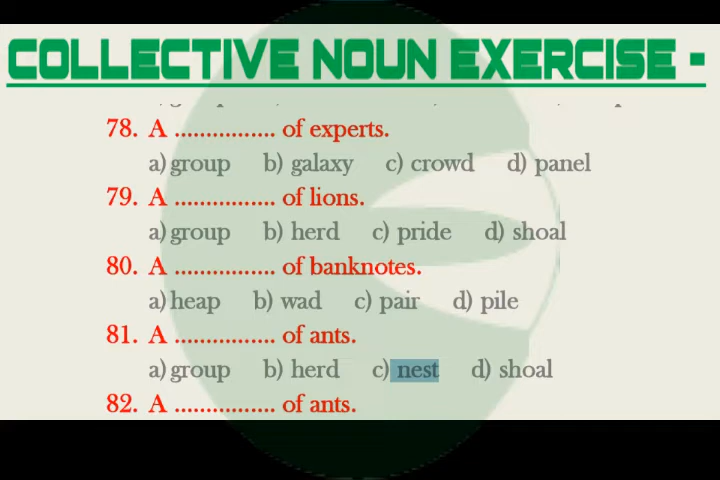 COLLECTIVE NOUN EXERCISE -
78. A ................ of experts.
a) group b) galaxy c) crowd d) panel
79. A ................ of lions.
a) group b) herd c) pride d) shoal
80. A ................ of banknotes.
a) heap b) wad c) pair d) pile
81. A ................ of ants.
a) group b) herd c) nest d) shoal
82. A ................ of ants.